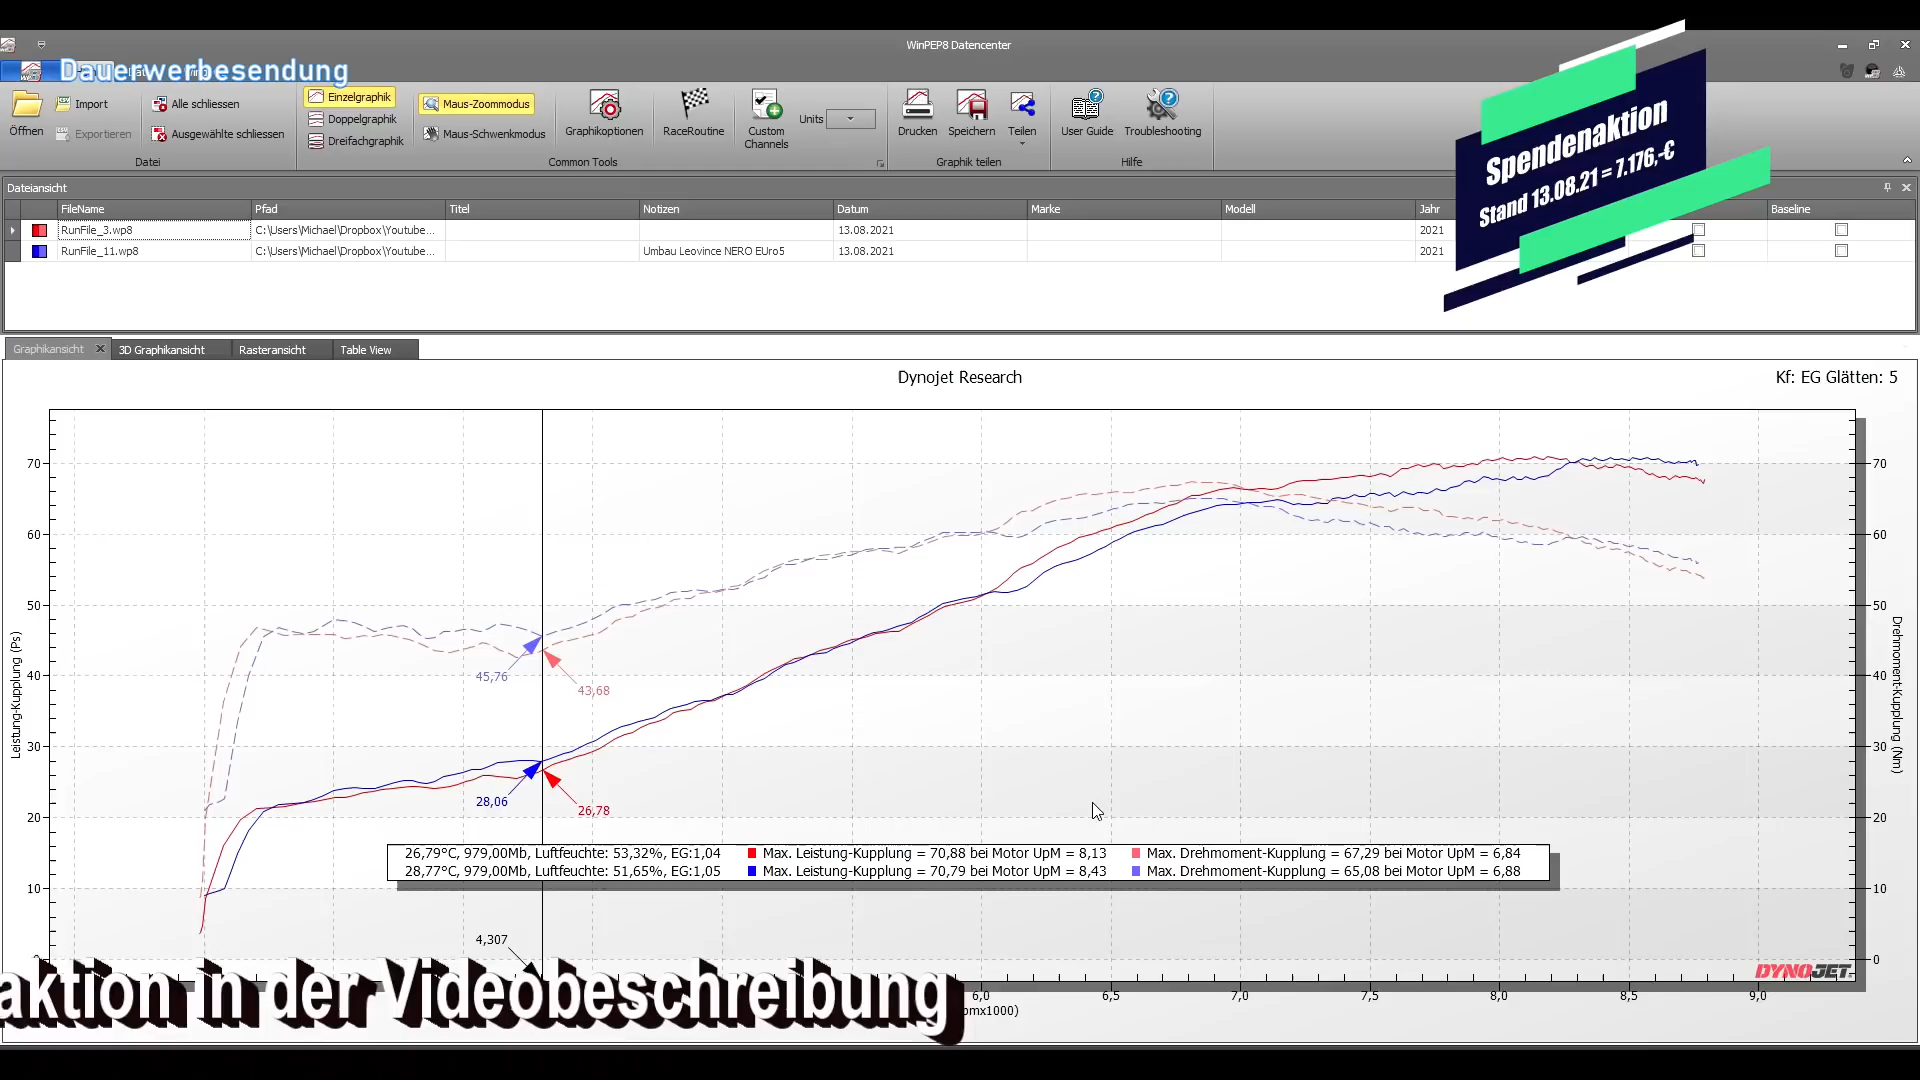 WinPEP8 Datencenter
Dauerwerbesendung
Öffnen
Import
Exportieren
Alle schliessen
Ausgewählte schliessen
Datei
Einzelgraphik
Doppelgraphik
Dreifachgraphik
Maus-Zoommodus
Maus-Schwenkmodus
Graphikoptionen
RaceRoutine
Custom
Channels
Units
Common Tools
Drucken
Speichern
Teilen
Graphik teilen
User Guide
Troubleshooting
Hilfe
Spendenaktion
Stand 13.08.21 = 7.176,-€
Dateiansicht
FileName Pfad Titel Notizen Datum Marke Modell Jahr Baseline
RunFile_3.wp8 C:\Users\Michael\Dropbox\Youtube... 13.08.2021 2021
RunFile_11.wp8 C:\Users\Michael\Dropbox\Youtube... Umbau Leovince NERO EUro5 13.08.2021 2021
Graphikansicht 3D Graphikansicht Rasteransicht Table View
Dynojet Research
Kf: EG Glätten: 5
Leistung-Kupplung (Ps)
70
60
50
40
30
20
10
45,76
43,68
28,06
26,78
26,79°C, 979,00Mb, Luftfeuchte: 53,32%, EG:1,04 Max. Leistung-Kupplung = 70,88 bei Motor UpM = 8,13 Max. Drehmoment-Kupplung = 67,29 bei Motor UpM = 6,84
28,77°C, 979,00Mb, Luftfeuchte: 51,65%, EG:1,05 Max. Leistung-Kupplung = 70,79 bei Motor UpM = 8,43 Max. Drehmoment-Kupplung = 65,08 bei Motor UpM = 6,88
4,307
70
60
50
40
30
20
10
0
Drehmoment-Kupplung (Nm)
DYNOJET
6,0 6,5 7,0 7,5 8,0 8,5 9,0
pmx1000)
aktion in der Videobeschreibung